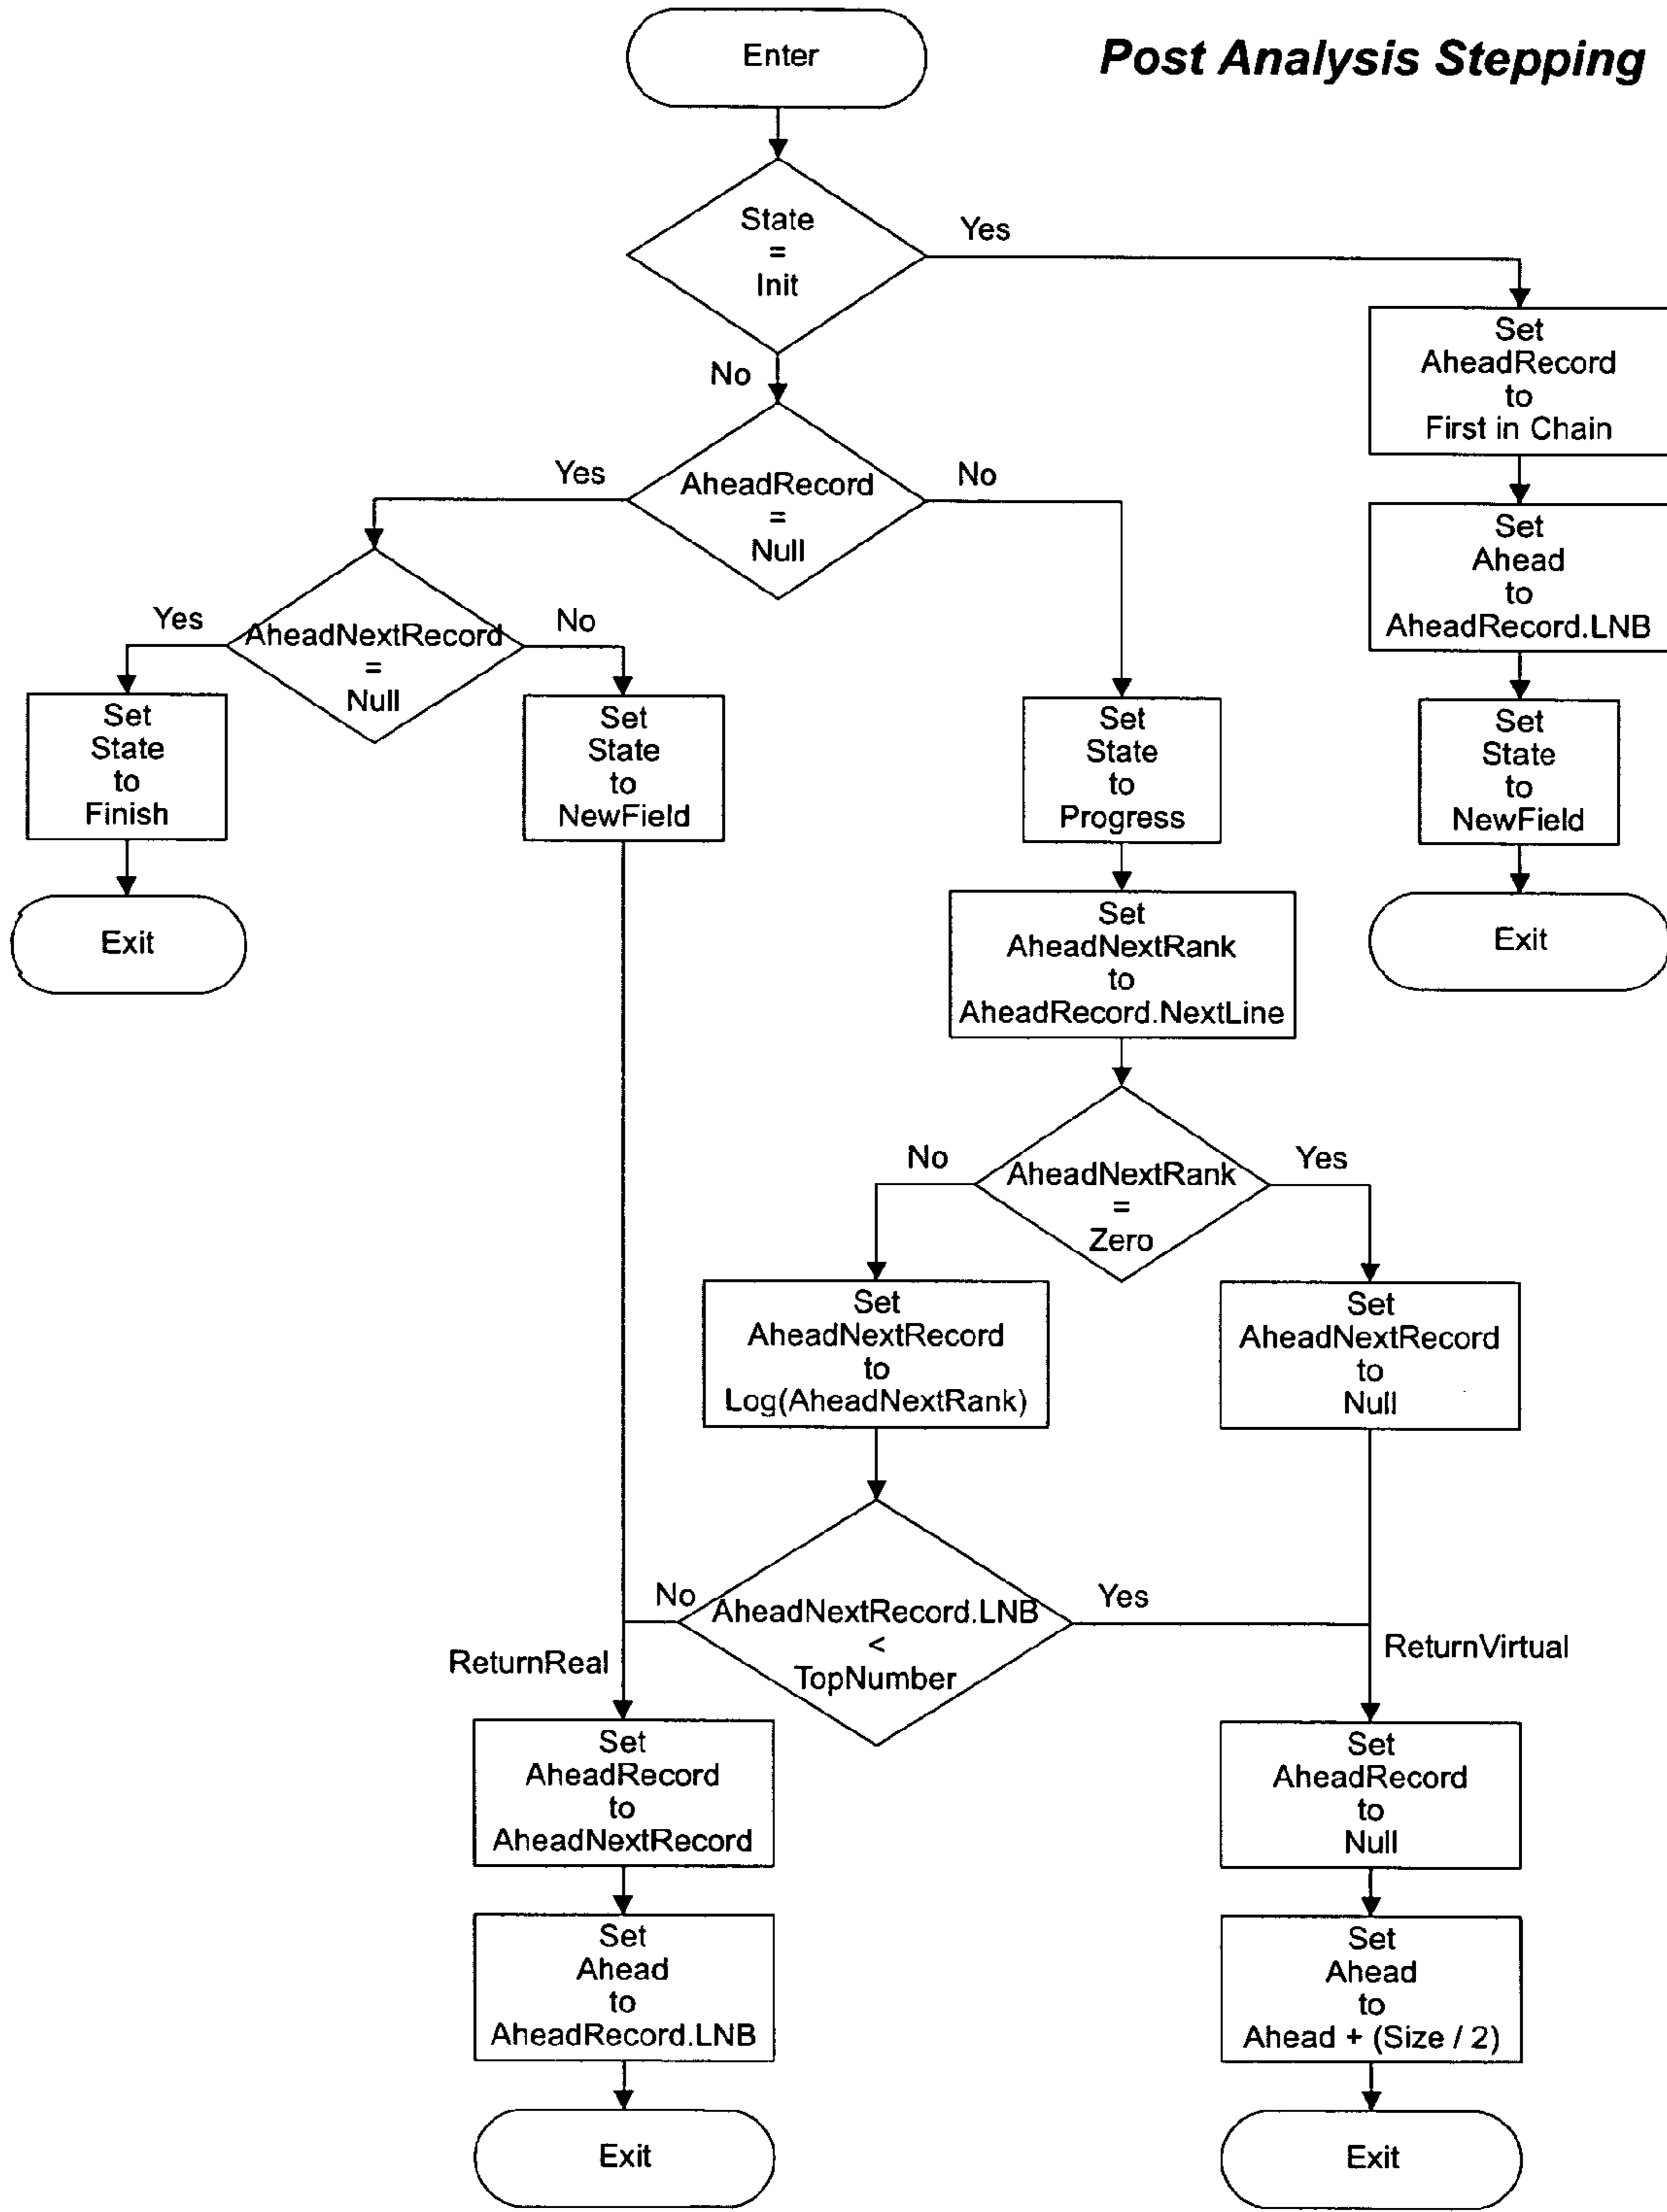 Post Analysis Stepping
Enter
State
=
Init
Yes
No
Set
AheadRecord
to
First in Chain
Set
Ahead
to
AheadRecord.LNB
Set
State
to
NewField
Exit
AheadRecord
=
Null
Yes
No
AheadNextRecord
=
Null
Yes
No
Set
State
to
Finish
Exit
Set
State
to
NewField
Set
State
to
Progress
Set
AheadNextRank
to
AheadRecord.NextLine
AheadNextRank
=
Zero
No
Yes
Set
AheadNextRecord
to
Log(AheadNextRank)
Set
AheadNextRecord
to
Null
AheadNextRecord.LNB
<
TopNumber
No
Yes
ReturnReal
ReturnVirtual
Set
AheadRecord
to
AheadNextRecord
Set
Ahead
to
AheadRecord.LNB
Exit
Set
AheadRecord
to
Null
Set
Ahead
to
Ahead + (Size / 2)
Exit